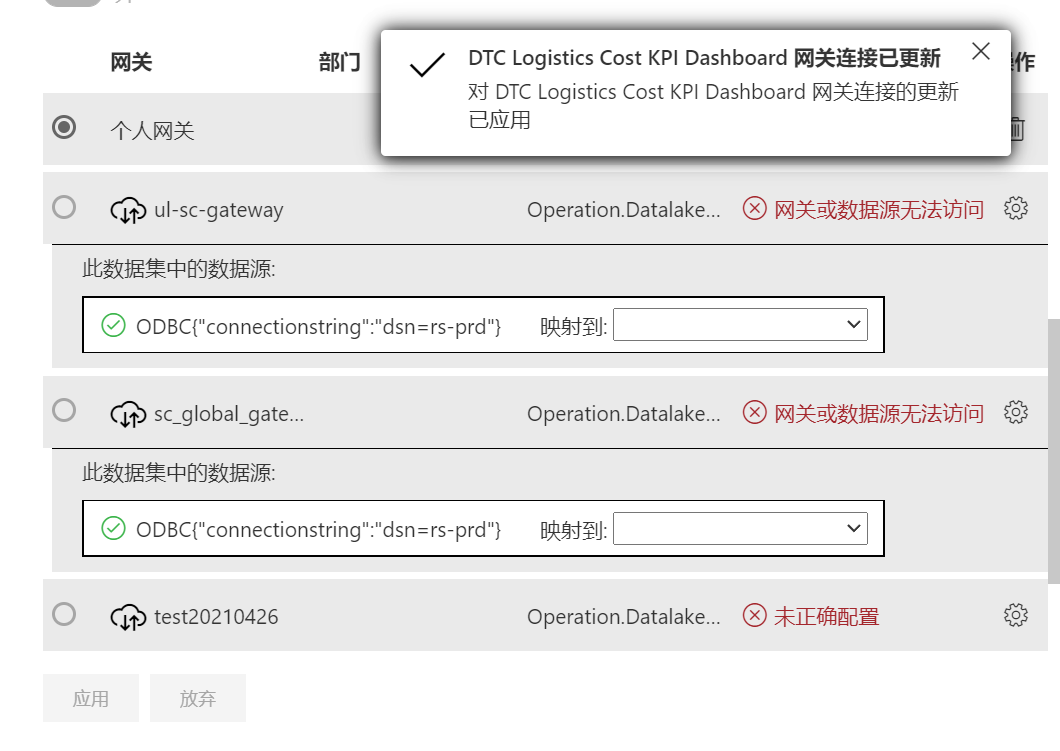 网关 部门
DTC Logistics Cost KPI Dashboard 网关连接已更新
作
对 DTC Logistics Cost KPI Dashboard 网关连接的更新
已应用
个人网关
ul-sc-gateway Operation.Datalake... 网关或数据源无法访问
此数据集中的数据源:
ODBC{"connectionstring":"dsn=rs-prd"} 映射到:
sc_global_gate... Operation.Datalake... 网关或数据源无法访问
此数据集中的数据源:
ODBC{"connectionstring":"dsn=rs-prd"} 映射到:
test20210426 Operation.Datalake... 未正确配置
应用 放弃